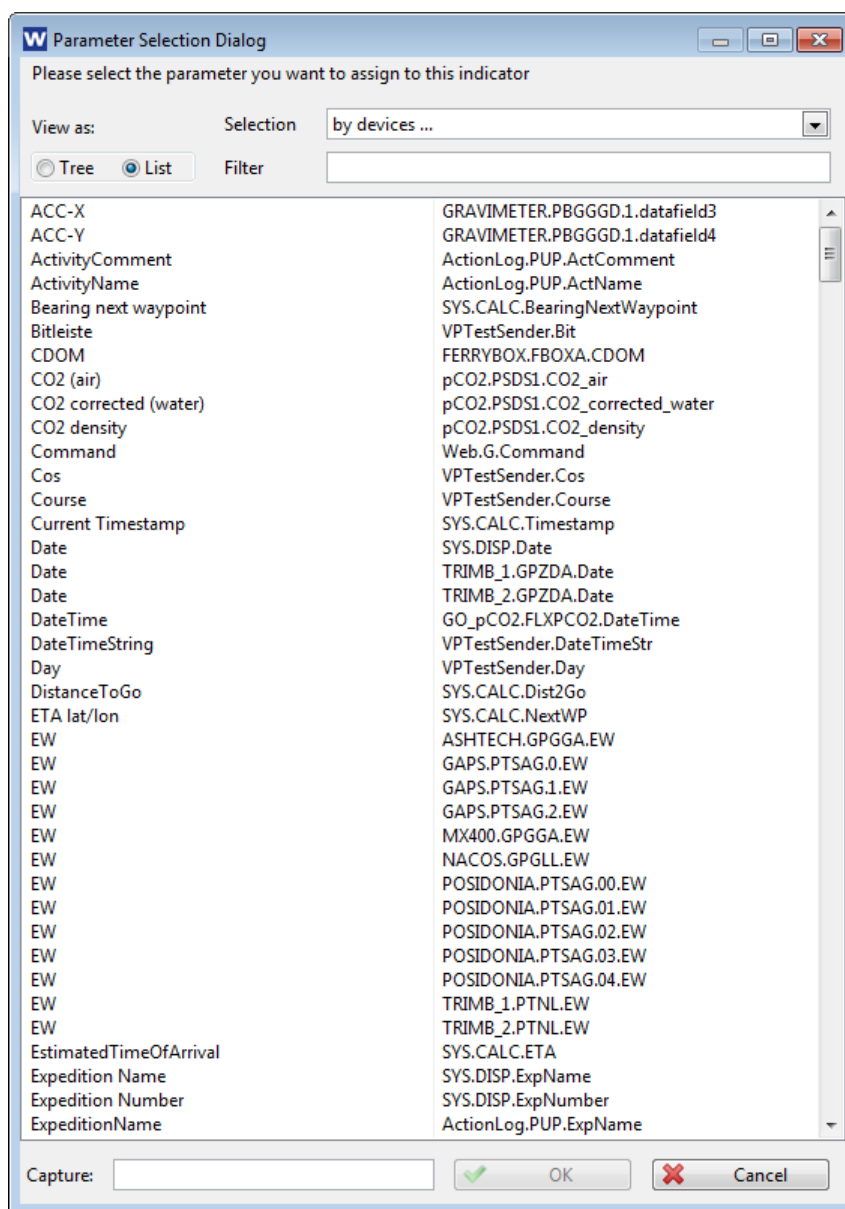 W Parameter Selection Dialog
Please select the parameter you want to assign to this indicator
View as: Selection by devices ...
Tree List Filter
ACC-X GRAVIMETER.PBGGGD.1.datafield3
ACC-Y GRAVIMETER.PBGGGD.1.datafield4
ActivityComment ActionLog.PUP.ActComment
ActivityName ActionLog.PUP.ActName
Bearing next waypoint SYS.CALC.BearingNextWaypoint
Bitleiste VPTestSender.Bit
CDOM FERRYBOX.FBOXA.CDOM
CO2 (air) pCO2.PSDS1.CO2_air
CO2 corrected (water) pCO2.PSDS1.CO2_corrected_water
CO2 density pCO2.PSDS1.CO2_density
Command Web.G.Command
Cos VPTestSender.Cos
Course VPTestSender.Course
Current Timestamp SYS.CALC.Timestamp
Date SYS.DISP.Date
Date TRIMB_1.GPZDA.Date
Date TRIMB_2.GPZDA.Date
DateTime GO_pCO2.FLXPCO2.DateTime
DateTimeString VPTestSender.DateTimeStr
Day VPTestSender.Day
DistanceToGo SYS.CALC.Dist2Go
ETA lat/lon SYS.CALC.NextWP
EW ASHTECH.GPGGA.EW
EW GAPS.PTSAG.0.EW
EW GAPS.PTSAG.1.EW
EW GAPS.PTSAG.2.EW
EW MX400.GPGGA.EW
EW NACOS.GPGLL.EW
EW POSIDONIA.PTSAG.00.EW
EW POSIDONIA.PTSAG.01.EW
EW POSIDONIA.PTSAG.02.EW
EW POSIDONIA.PTSAG.03.EW
EW POSIDONIA.PTSAG.04.EW
EW TRIMB_1.PTNL.EW
EW TRIMB_2.PTNL.EW
EstimatedTimeOfArrival SYS.CALC.ETA
Expedition Name SYS.DISP.ExpName
Expedition Number SYS.DISP.ExpNumber
ExpeditionName ActionLog.PUP.ExpName
Capture: OK Cancel